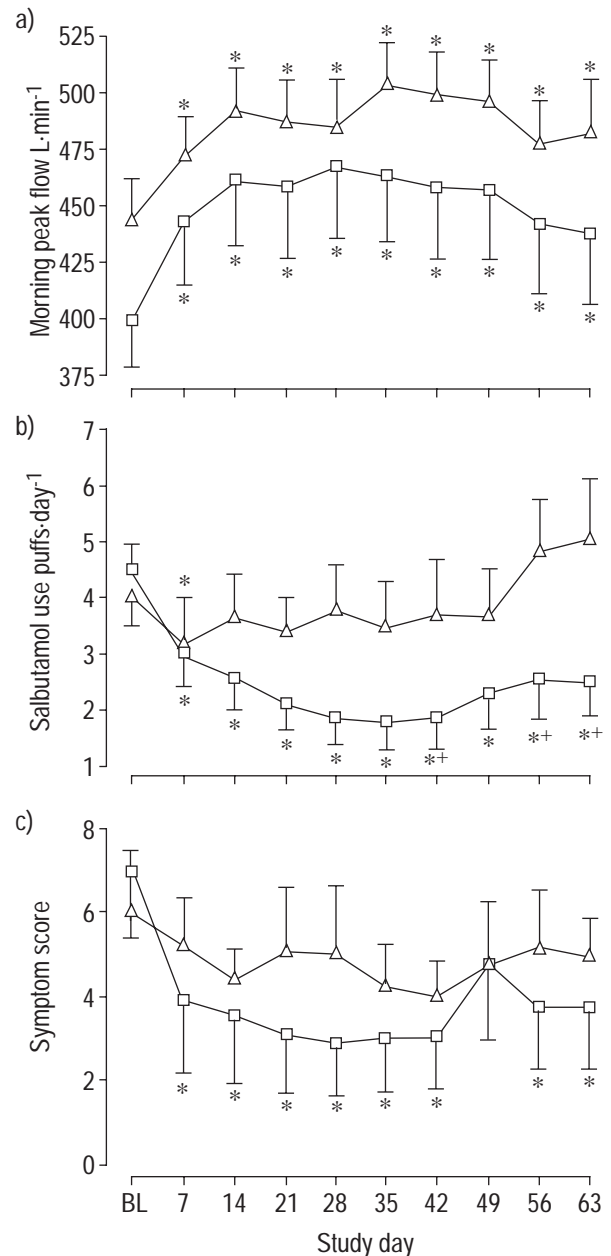 a)
Morning peak flow L·min-1
525
500
475
450
425
400
375
* * * * * * * * *
* * * * * * * * *
b)
Salbutamol use puffs·day-1
7
6
5
4
3
2
1
*
* * * * * *+ * *+ *+
c)
Symptom score
8
6
4
2
0
* * * * * * * *
BL 7 14 21 28 35 42 49 56 63
Study day